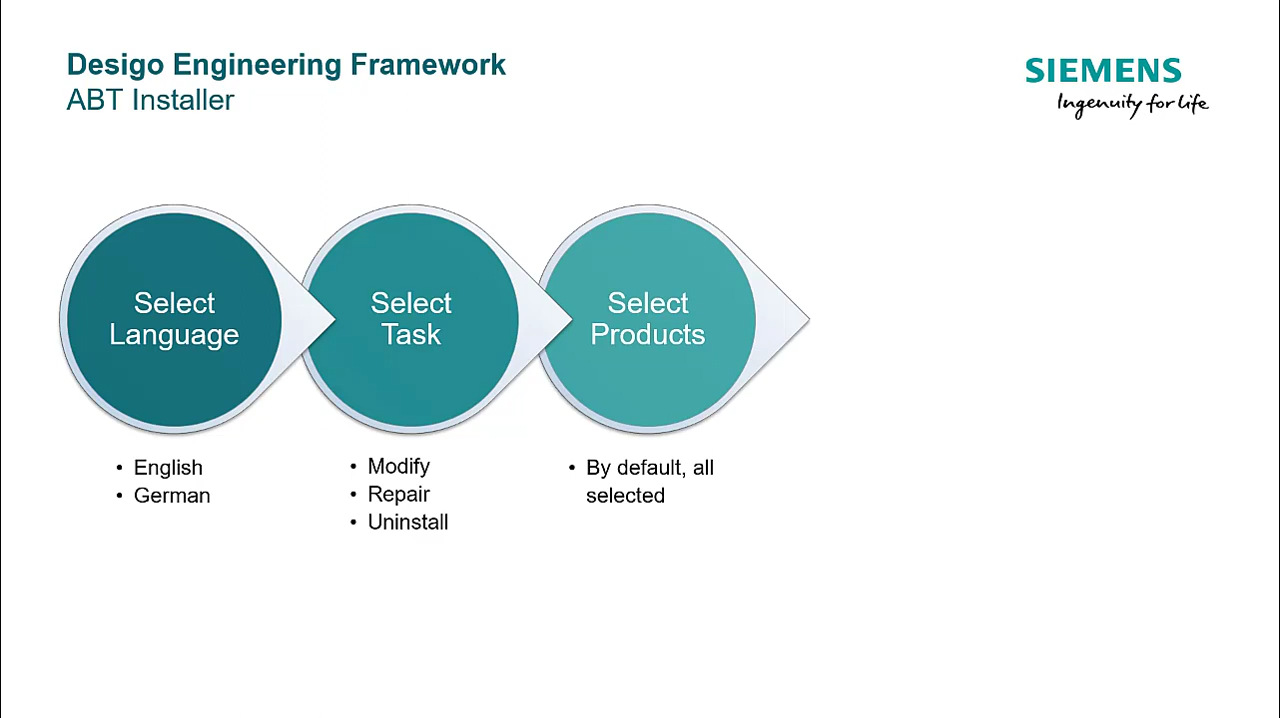 Desigo Engineering Framework
ABT Installer
SIEMENS
Ingenuity for life
Select
Language
Select
Task
Select
Products
• English
• German
• Modify
• Repair
• Uninstall
• By default, all
selected